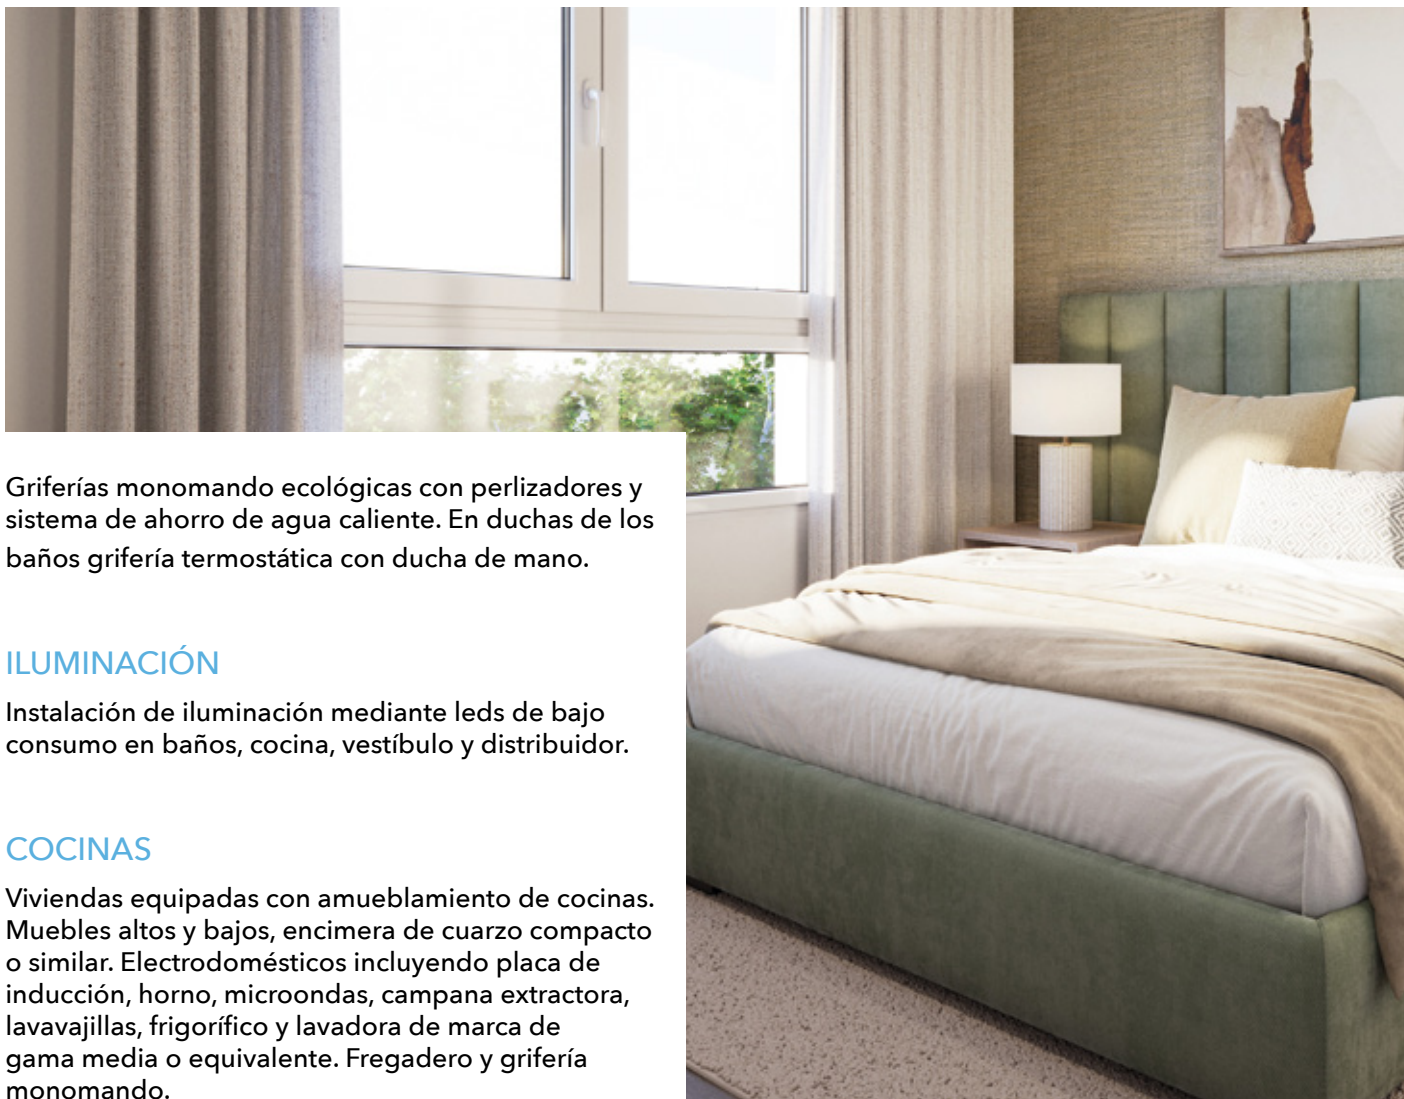 Griferías monomando ecológicas con perlizadores y
sistema de ahorro de agua caliente. En duchas de los
baños grifería termostática con ducha de mano.
ILUMINACIÓN
Instalación de iluminación mediante leds de bajo
consumo en baños, cocina, vestíbulo y distribuidor.
COCINAS
Viviendas equipadas con amueblamiento de cocinas.
Muebles altos y bajos, encimera de cuarzo compacto
o similar. Electrodomésticos incluyendo placa de
inducción, horno, microondas, campana extractora,
lavavajillas, frigorífico y lavadora de marca de
gama media o equivalente. Fregadero y grifería
monomando.